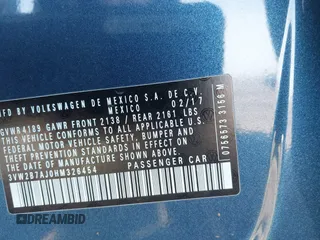 MFD BY VOLKSWAGEN DE MEXICO S.A. DE C.V.
MEXICO 02/17
GVWR 4189 GAWR FRONT 2138 / REAR 2161 LBS
THIS VEHICLE CONFORMS TO ALL APPLICABLE
FEDERAL MOTOR VEHICLE SAFETY, BUMPER AND
THEFT PREVENTION STANDARDS IN EFFECT ON
THE DATE OF MANUFACTURE SHOWN ABOVE.
3VW2B7AJ0HM326454 PASSENGER CAR
0756573 3166 M
DREAMBID